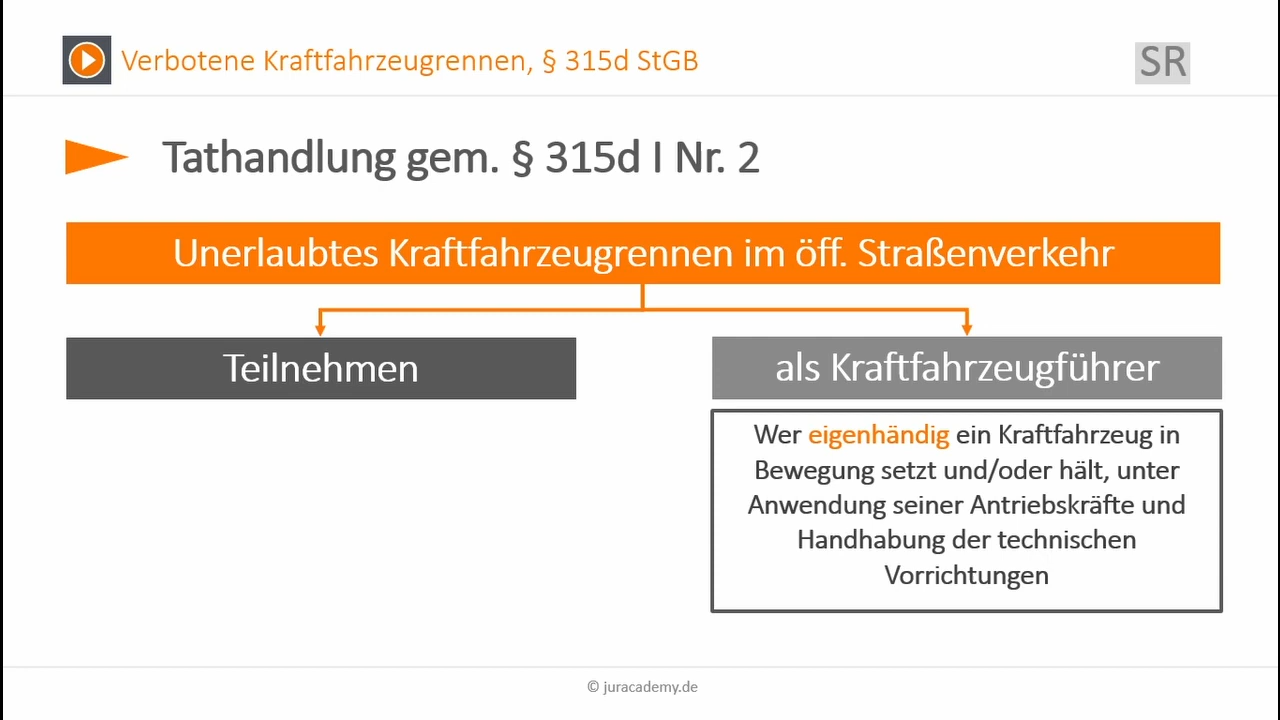 Verbotene Kraftfahrzeugrennen, § 315d StGB
SR
Tathandlung gem. § 315d I Nr. 2
Unerlaubtes Kraftfahrzeugrennen im öff. Straßenverkehr
Teilnehmen
als Kraftfahrzeugführer
Wer eigenhändig ein Kraftfahrzeug in
Bewegung setzt und/oder hält, unter
Anwendung seiner Antriebskräfte und
Handhabung der technischen
Vorrichtungen
© juracademy.de